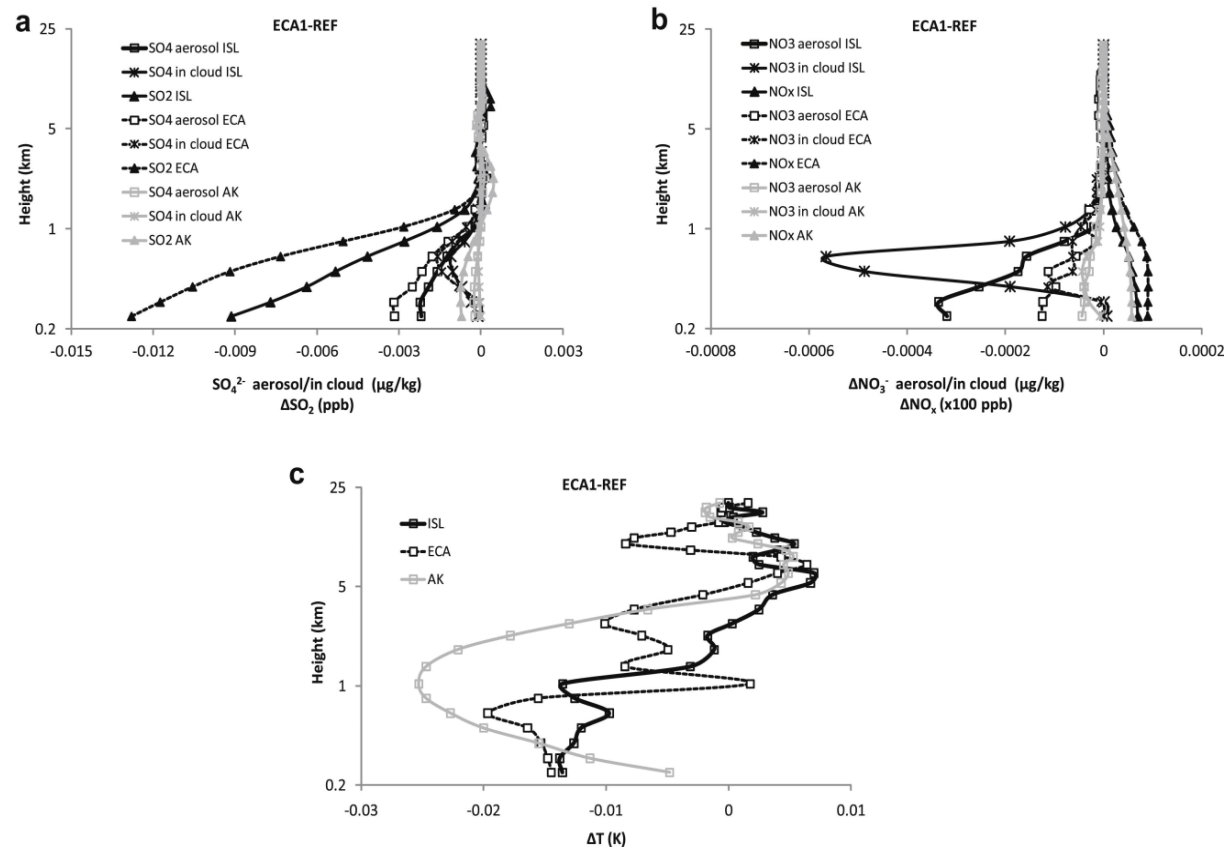 a
ECA1-REF
25
5
1
0.2
Height (km)
SO4 aerosol ISL
SO4 in cloud ISL
SO2 ISL
SO4 aerosol ECA
SO4 in cloud ECA
SO2 ECA
SO4 aerosol AK
SO4 in cloud AK
SO2 AK
-0.015 -0.012 -0.009 -0.006 -0.003 0 0.003
SO₄²⁻ aerosol/in cloud (µg/kg)
ΔSO₂ (ppb)
b
ECA1-REF
25
5
1
0.2
Height (km)
NO3 aerosol ISL
NO3 in cloud ISL
NOx ISL
NO3 aerosol ECA
NO3 in cloud ECA
NOx ECA
NO3 aerosol AK
NO3 in cloud AK
NOx AK
-0.0008 -0.0006 -0.0004 -0.0002 0 0.0002
ΔNO₃⁻ aerosol/in cloud (µg/kg)
ΔNOₓ (x100 ppb)
c
ECA1-REF
25
5
1
0.2
Height (km)
ISL
ECA
AK
-0.03 -0.02 -0.01 0 0.01
ΔT (K)